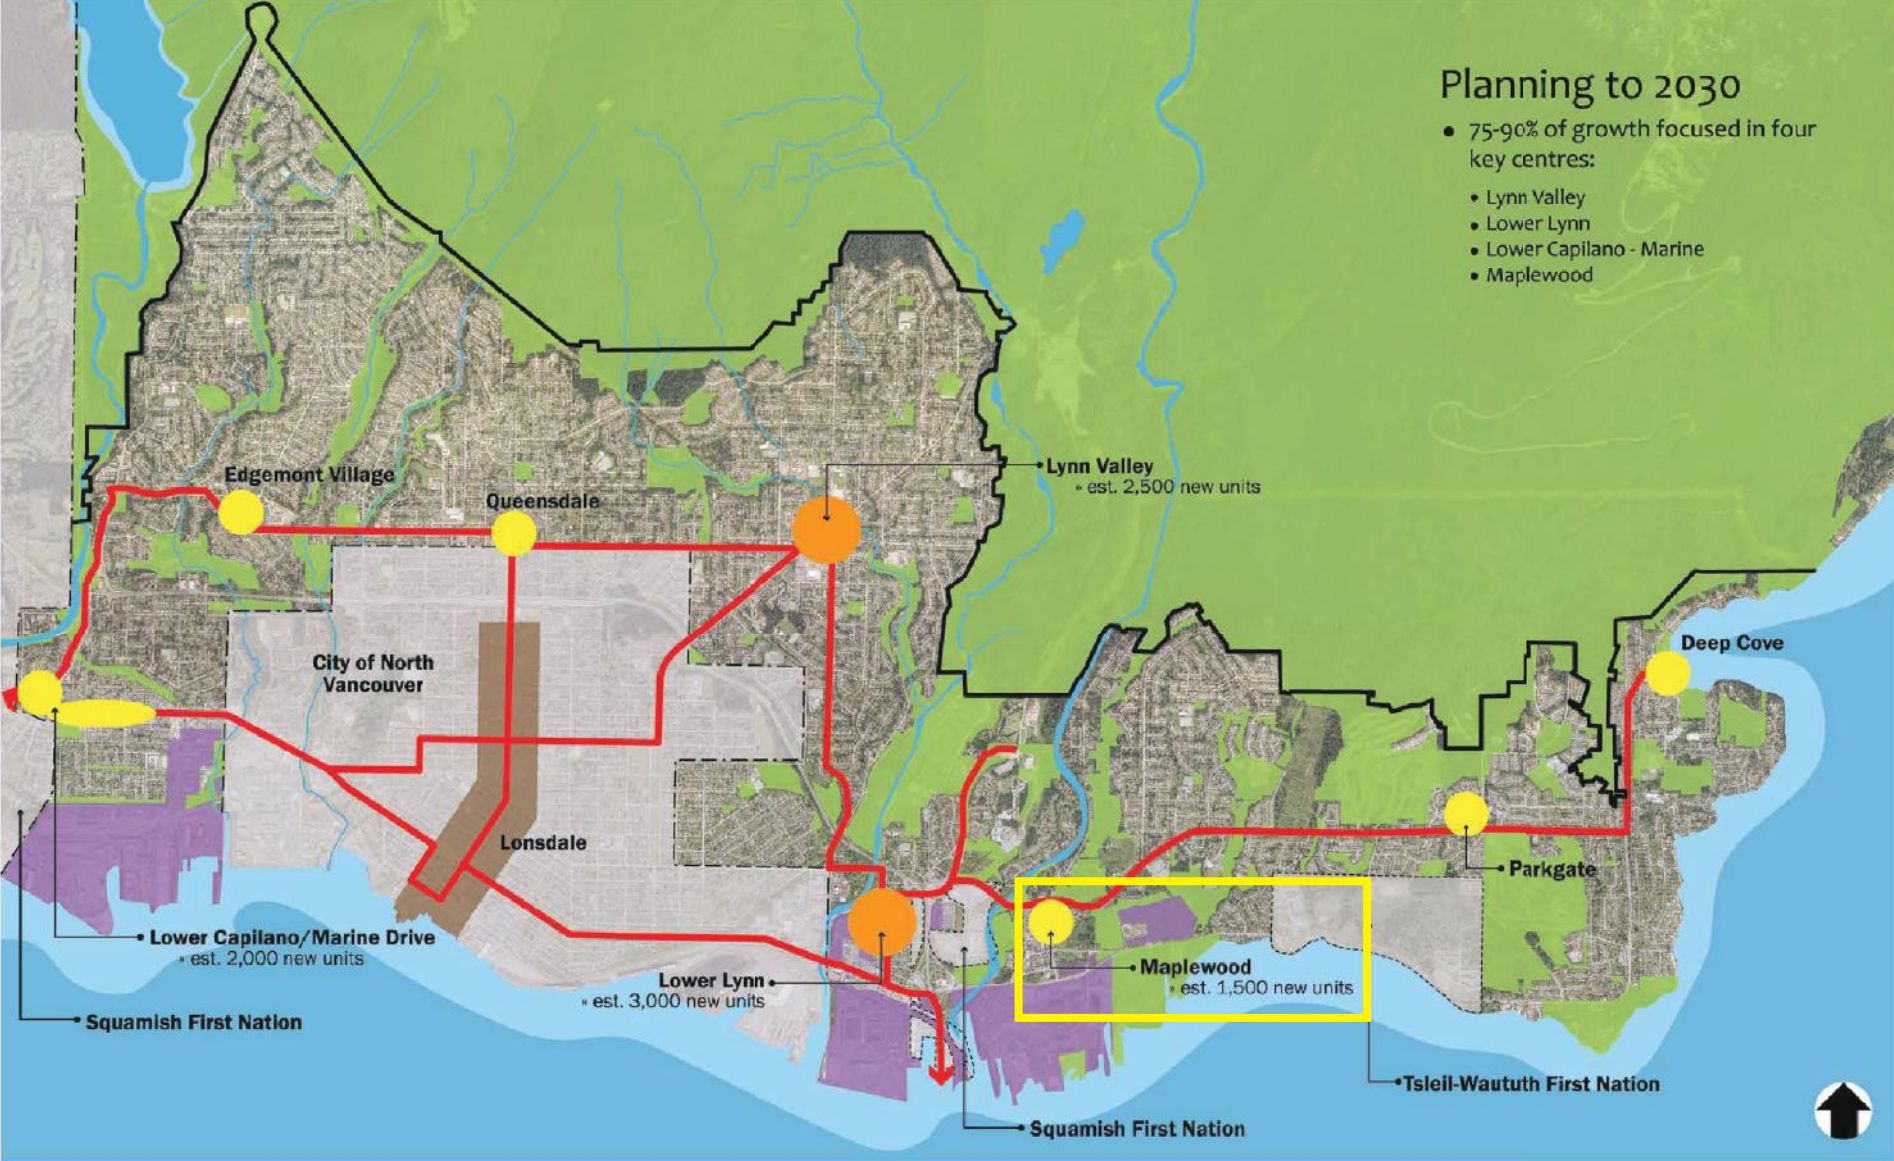 Planning to 2030
• 75-90% of growth focused in four
key centres:
• Lynn Valley
• Lower Lynn
• Lower Capilano - Marine
• Maplewood
Edgemont Village
Queensdale
Lynn Valley
» est. 2,500 new units
City of North
Vancouver
Deep Cove
Lonsdale
Parkgate
Lower Capilano/Marine Drive
» est. 2,000 new units
Lower Lynn
» est. 3,000 new units
Maplewood
» est. 1,500 new units
Squamish First Nation
Tsleil-Waututh First Nation
Squamish First Nation